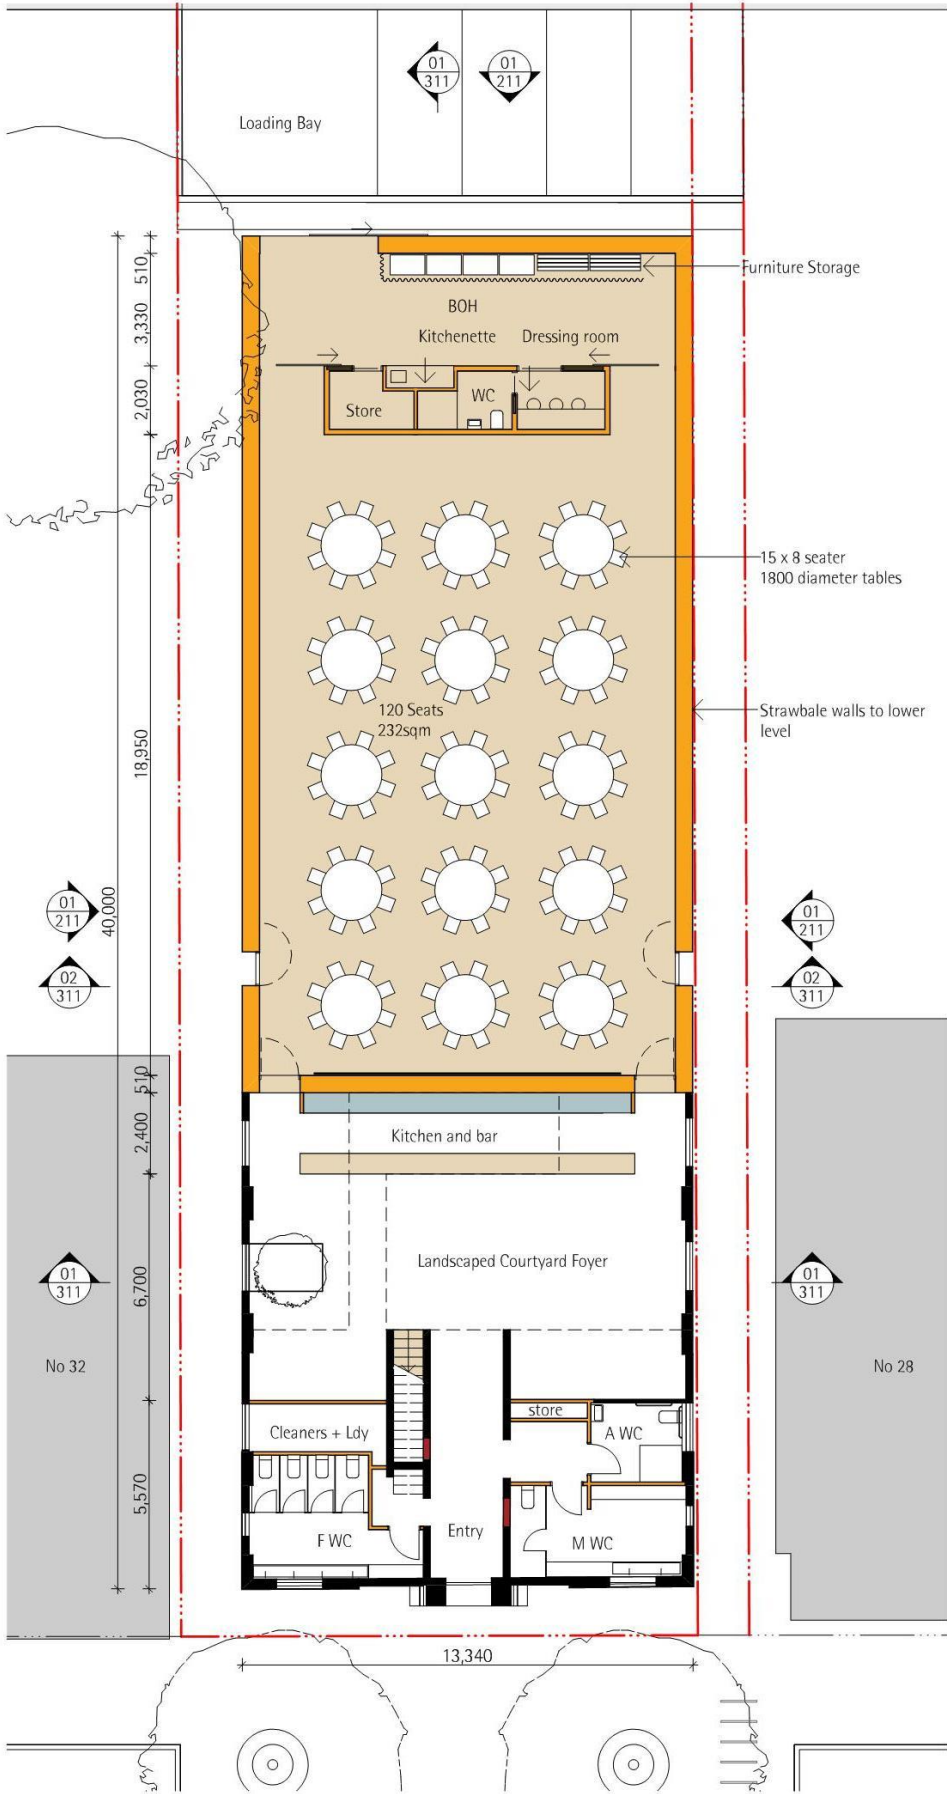 01
311
01
211
Loading Bay
510
Furniture Storage
BOH
3,330
Kitchenette
Dressing room
2,030
WC
Store
15 x 8 seater
1800 diameter tables
120 Seats
232sqm
Strawbale walls to lower
level
18,950
40,000
01
211
01
211
02
311
02
311
510
2,400
Kitchen and bar
Landscaped Courtyard Foyer
6,700
01
311
01
311
No 32
No 28
store
Cleaners + Ldy
A WC
5,570
F WC
Entry
M WC
13,340